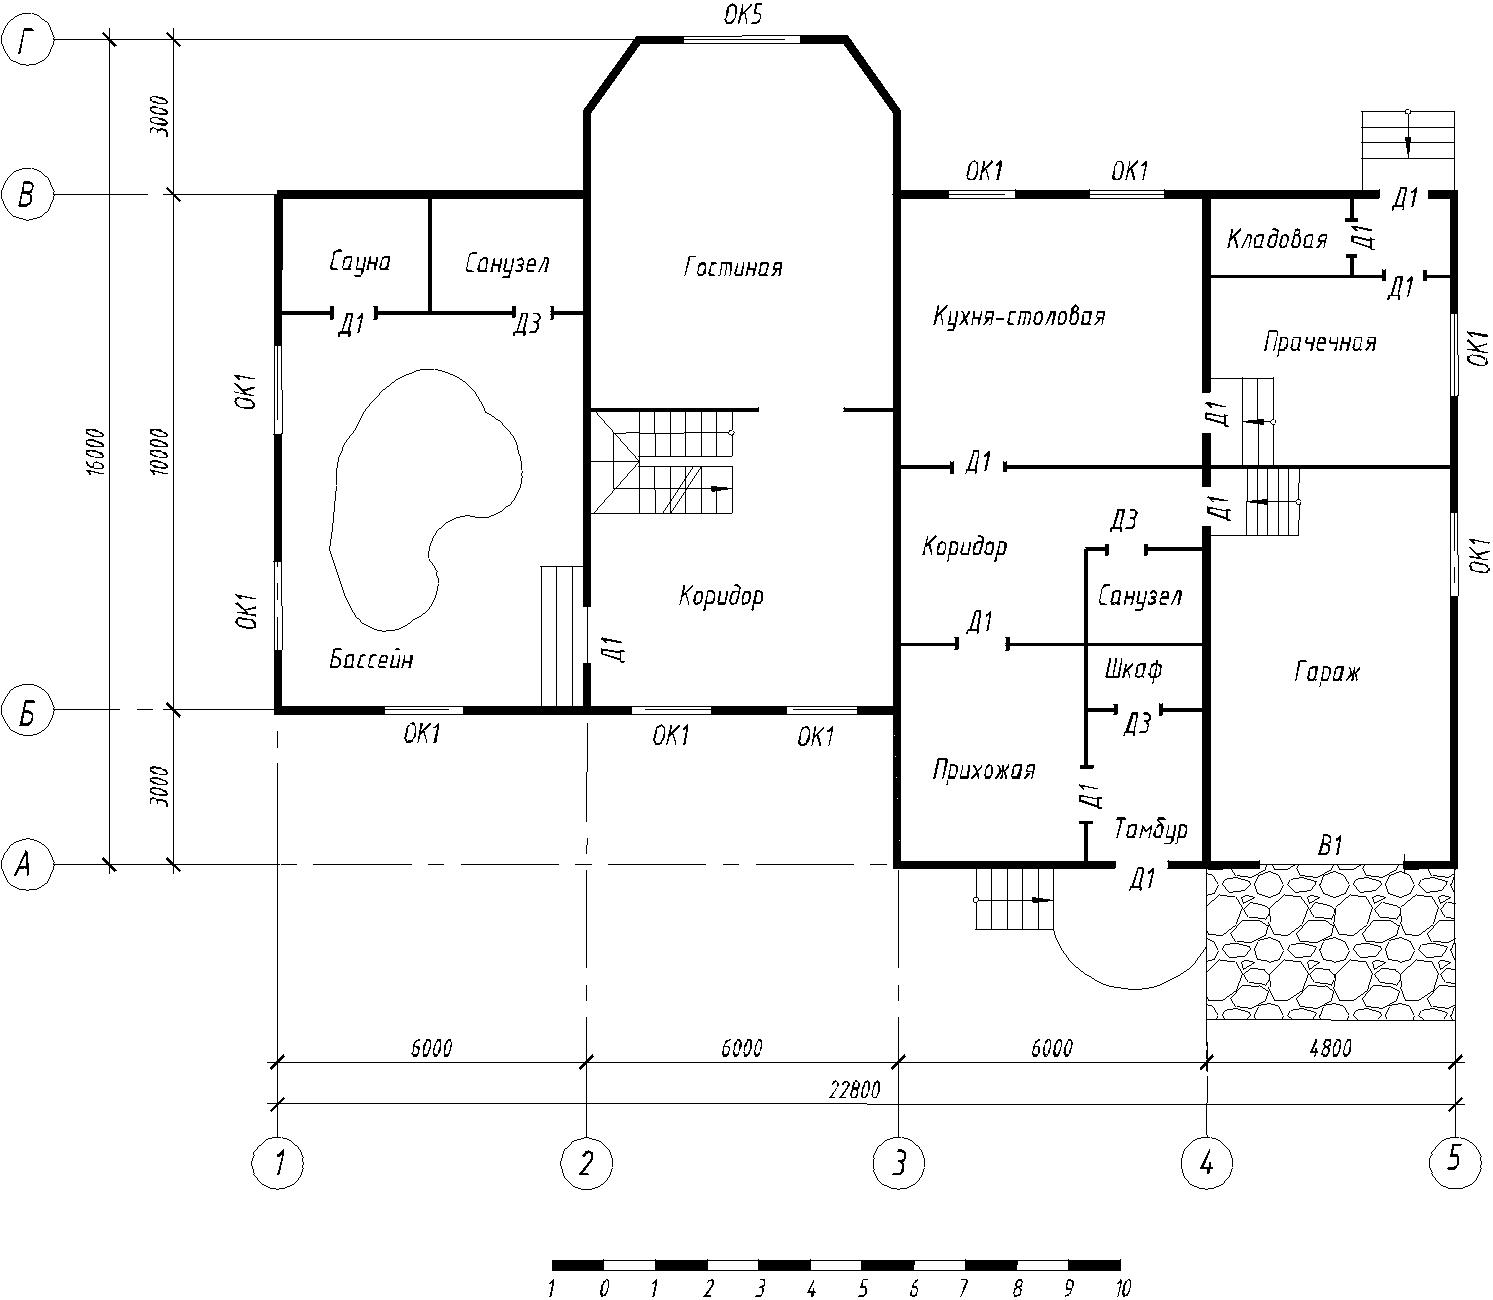 ОК5
Г
3000
В
ОК1
ОК1
Д1
Кладовая
Д1
Сауна
Санузел
Гостиная
Д1
Кухня-столовая
Д1
Д3
Прачечная
ОК1
ОК1
Д1
16000
10000
Д1
Д1
Д3
Коридор
ОК1
ОК1
Коридор
Санузел
Д1
Д1
Бассейн
Шкаф
Гараж
Б
ОК1
ОК1
ОК1
Д3
Прихожая
3000
Д1
Тамбур
В1
А
Д1
6000
6000
6000
4800
22800
1
2
3
4
5
1 0 1 2 3 4 5 6 7 8 9 10